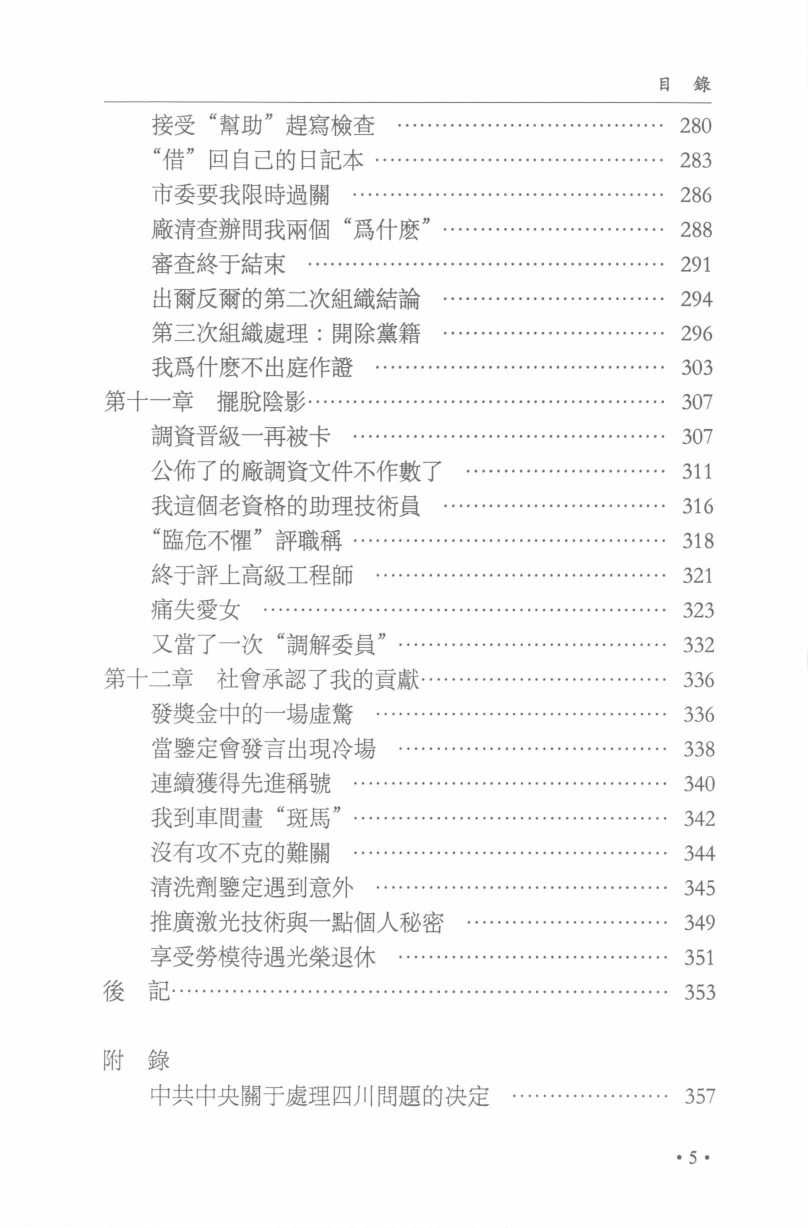 目　錄
接受“幫助”趕寫檢查 ………………………………… 280
“借”回自己的日記本 ………………………………… 283
市委要我限時過關 ………………………………… 286
廠清查辦問我兩個“爲什麽” ………………………… 288
審查終于結束 ………………………………………… 291
出爾反爾的第二次組織結論 ………………………… 294
第三次組織處理：開除黨籍 ………………………… 296
我爲什麽不出庭作證 ………………………………… 303
第十一章　擺脫陰影………………………………………… 307
調資晋級一再被卡 ………………………………… 307
公佈了的廠調資文件不作數了 ……………………… 311
我這個老資格的助理技術員 ………………………… 316
“臨危不懼”評職稱 ………………………………… 318
終于評上高級工程師 ………………………………… 321
痛失愛女 ……………………………………………… 323
又當了一次“調解委員” ……………………………… 332
第十二章　社會承認了我的貢獻…………………………… 336
發獎金中的一場虛驚 ………………………………… 336
當鑒定會發言出現冷場 ……………………………… 338
連續獲得先進稱號 ………………………………… 340
我到車間畫“斑馬” ………………………………… 342
沒有攻不克的難關 ………………………………… 344
清洗劑鑒定遇到意外 ………………………………… 345
推廣激光技術與一點個人秘密 ……………………… 349
享受勞模待遇光榮退休 ……………………………… 351
後　記………………………………………………………… 353
附　錄
中共中央關于處理四川問題的决定 ………………… 357
·5·